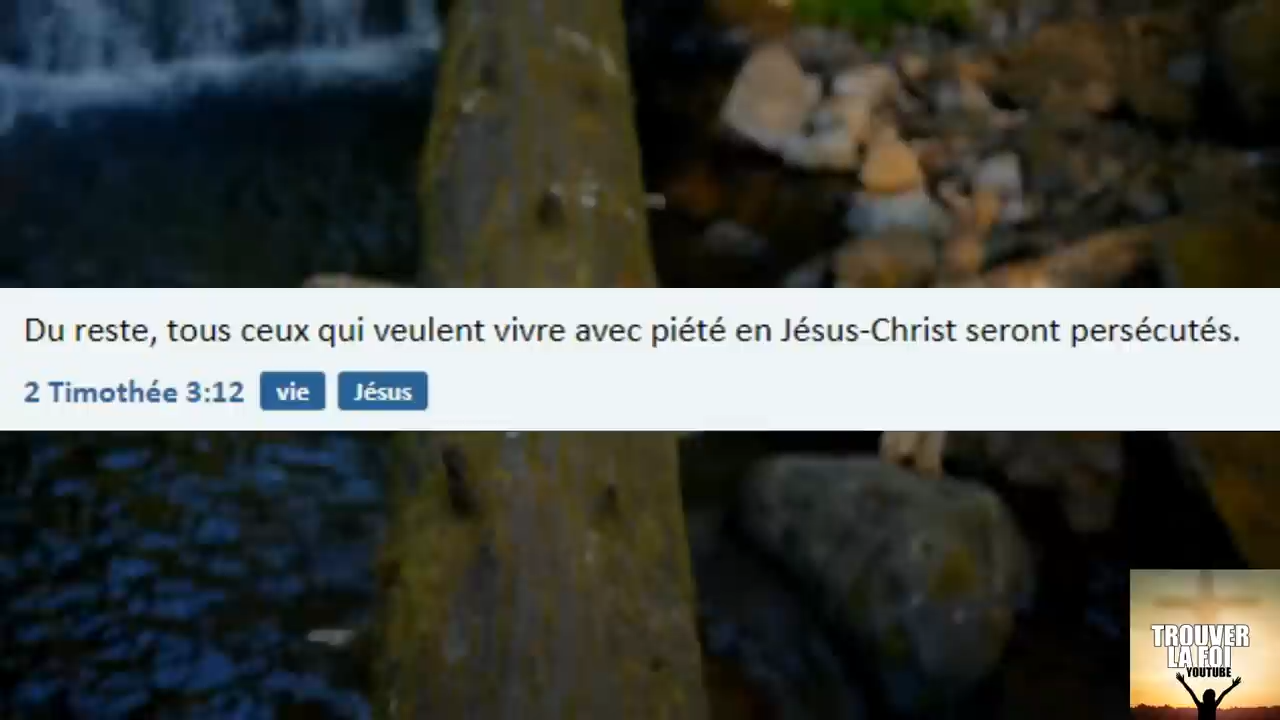 Du reste, tous ceux qui veulent vivre avec piété en Jésus-Christ seront persécutés.
2 Timothée 3:12 vie Jésus
TROUVER
LA FOI
YOUTUBE